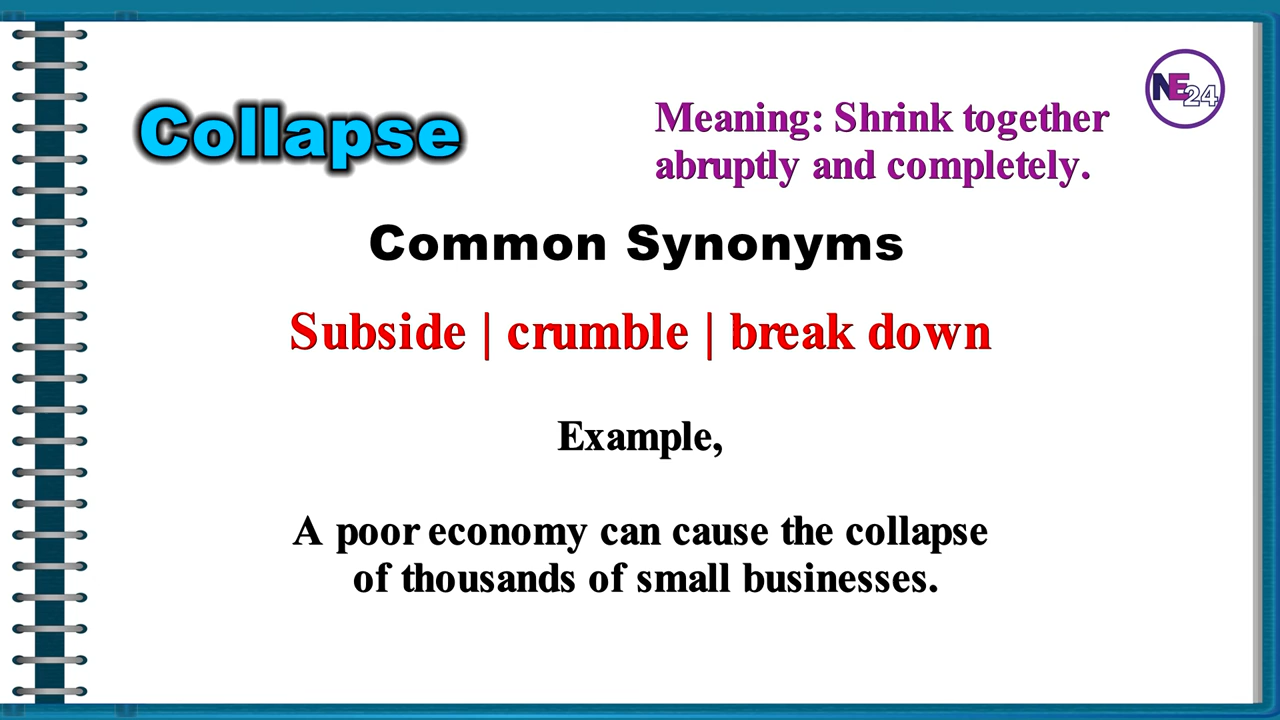 Collapse
Meaning: Shrink together
abruptly and completely.
NE24
Common Synonyms
Subside | crumble | break down
Example,
A poor economy can cause the collapse
of thousands of small businesses.